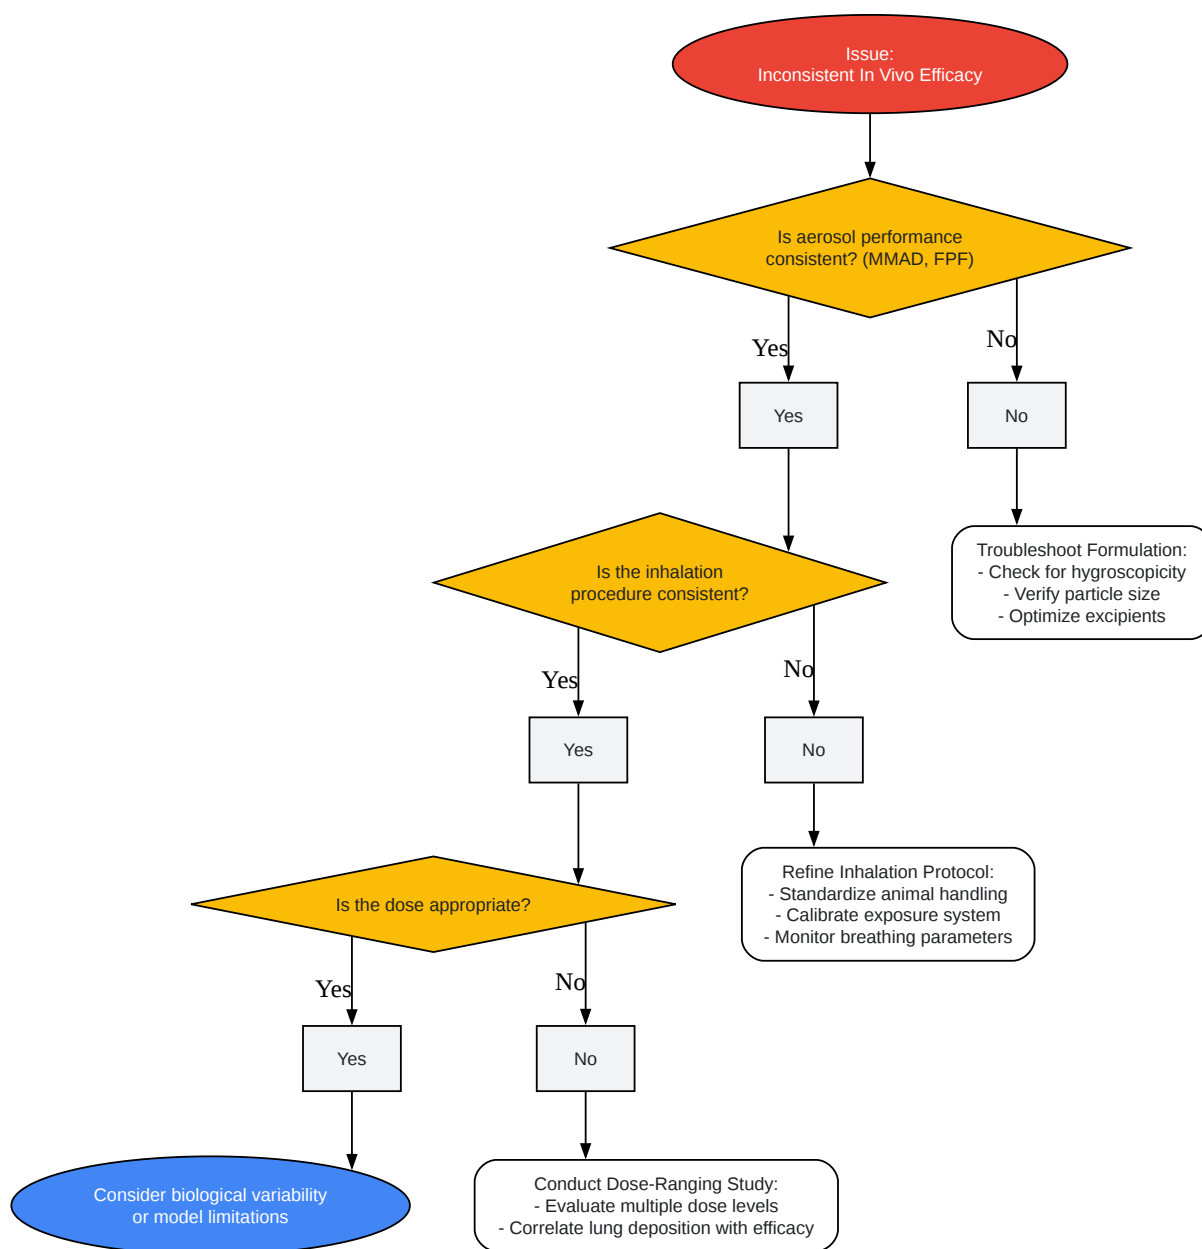 Issue:
Inconsistent In Vivo Efficacy
Is aerosol performance
consistent? (MMAD, FPF)
Yes
No
Yes
No
Troubleshoot Formulation:
- Check for hygroscopicity
- Verify particle size
- Optimize excipients
Is the inhalation
procedure consistent?
Yes
No
Yes
No
Refine Inhalation Protocol:
- Standardize animal handling
- Calibrate exposure system
- Monitor breathing parameters
Is the dose appropriate?
Yes
No
Yes
No
Consider biological variability
or model limitations
Conduct Dose-Ranging Study:
- Evaluate multiple dose levels
- Correlate lung deposition with efficacy